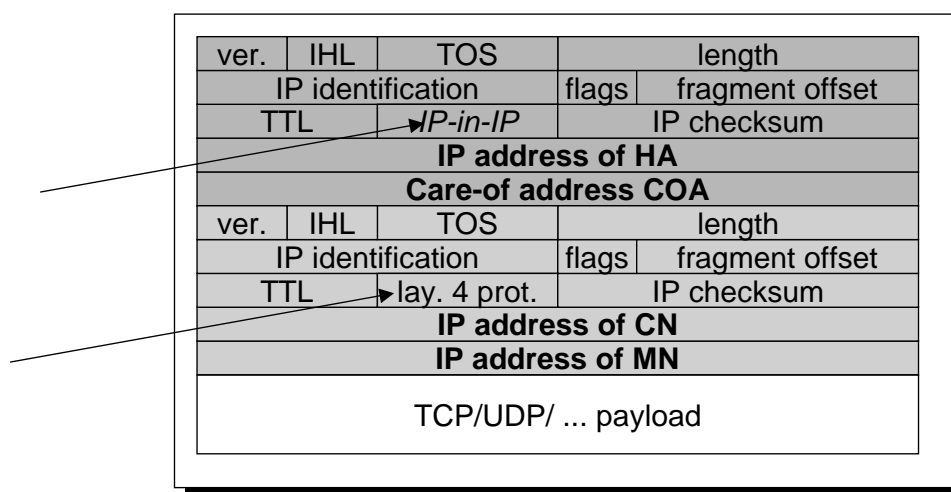 ver. IHL TOS length
IP identification flags fragment offset
TTL IP-in-IP IP checksum
IP address of HA
Care-of address COA
ver. IHL TOS length
IP identification flags fragment offset
TTL lay. 4 prot. IP checksum
IP address of CN
IP address of MN
TCP/UDP/ ... payload